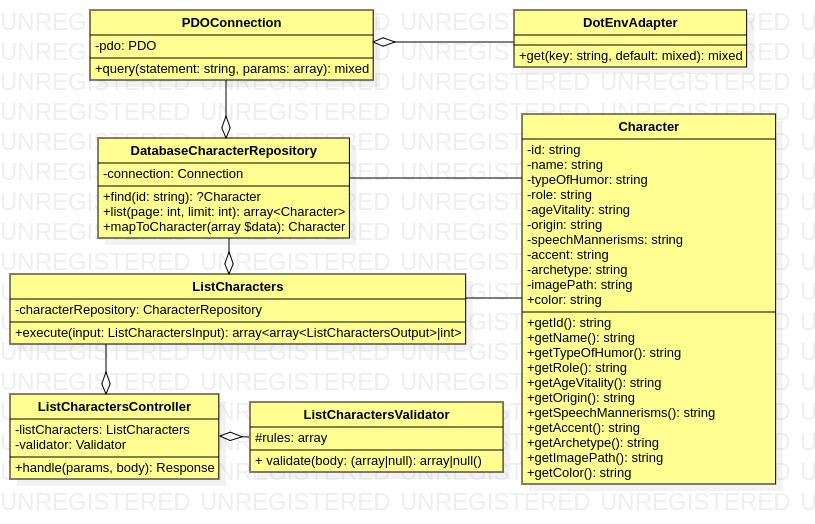 PDOConnection
-pdo: PDO
+query(statement: string, params: array): mixed
DotEnvAdapter
+get(key: string, default: mixed): mixed
DatabaseCharacterRepository
-connection: Connection
+find(id: string): ?Character
+list(page: int, limit: int): array<Character>
+mapToCharacter(array $data): Character
Character
-id: string
-name: string
-typeOfHumor: string
-role: string
-ageVitality: string
-origin: string
-speechMannerisms: string
-accent: string
-archetype: string
-imagePath: string
+color: string
+getId(): string
+getName(): string
+getTypeOfHumor(): string
+getRole(): string
+getAgeVitality(): string
+getOrigin(): string
+getSpeechMannerisms(): string
+getAccent(): string
+getArchetype(): string
+getImagePath(): string
+getColor(): string
ListCharacters
-characterRepository: CharacterRepository
+execute(input: ListCharactersInput): array<array<ListCharactersOutput>|int>
ListCharactersController
-listCharacters: ListCharacters
-validator: Validator
+handle(params, body): Response
ListCharactersValidator
#rules: array
+ validate(body: (array|null): array|null()
UNREGISTERED UNREGISTERED UNREGISTERED UNREGISTERED